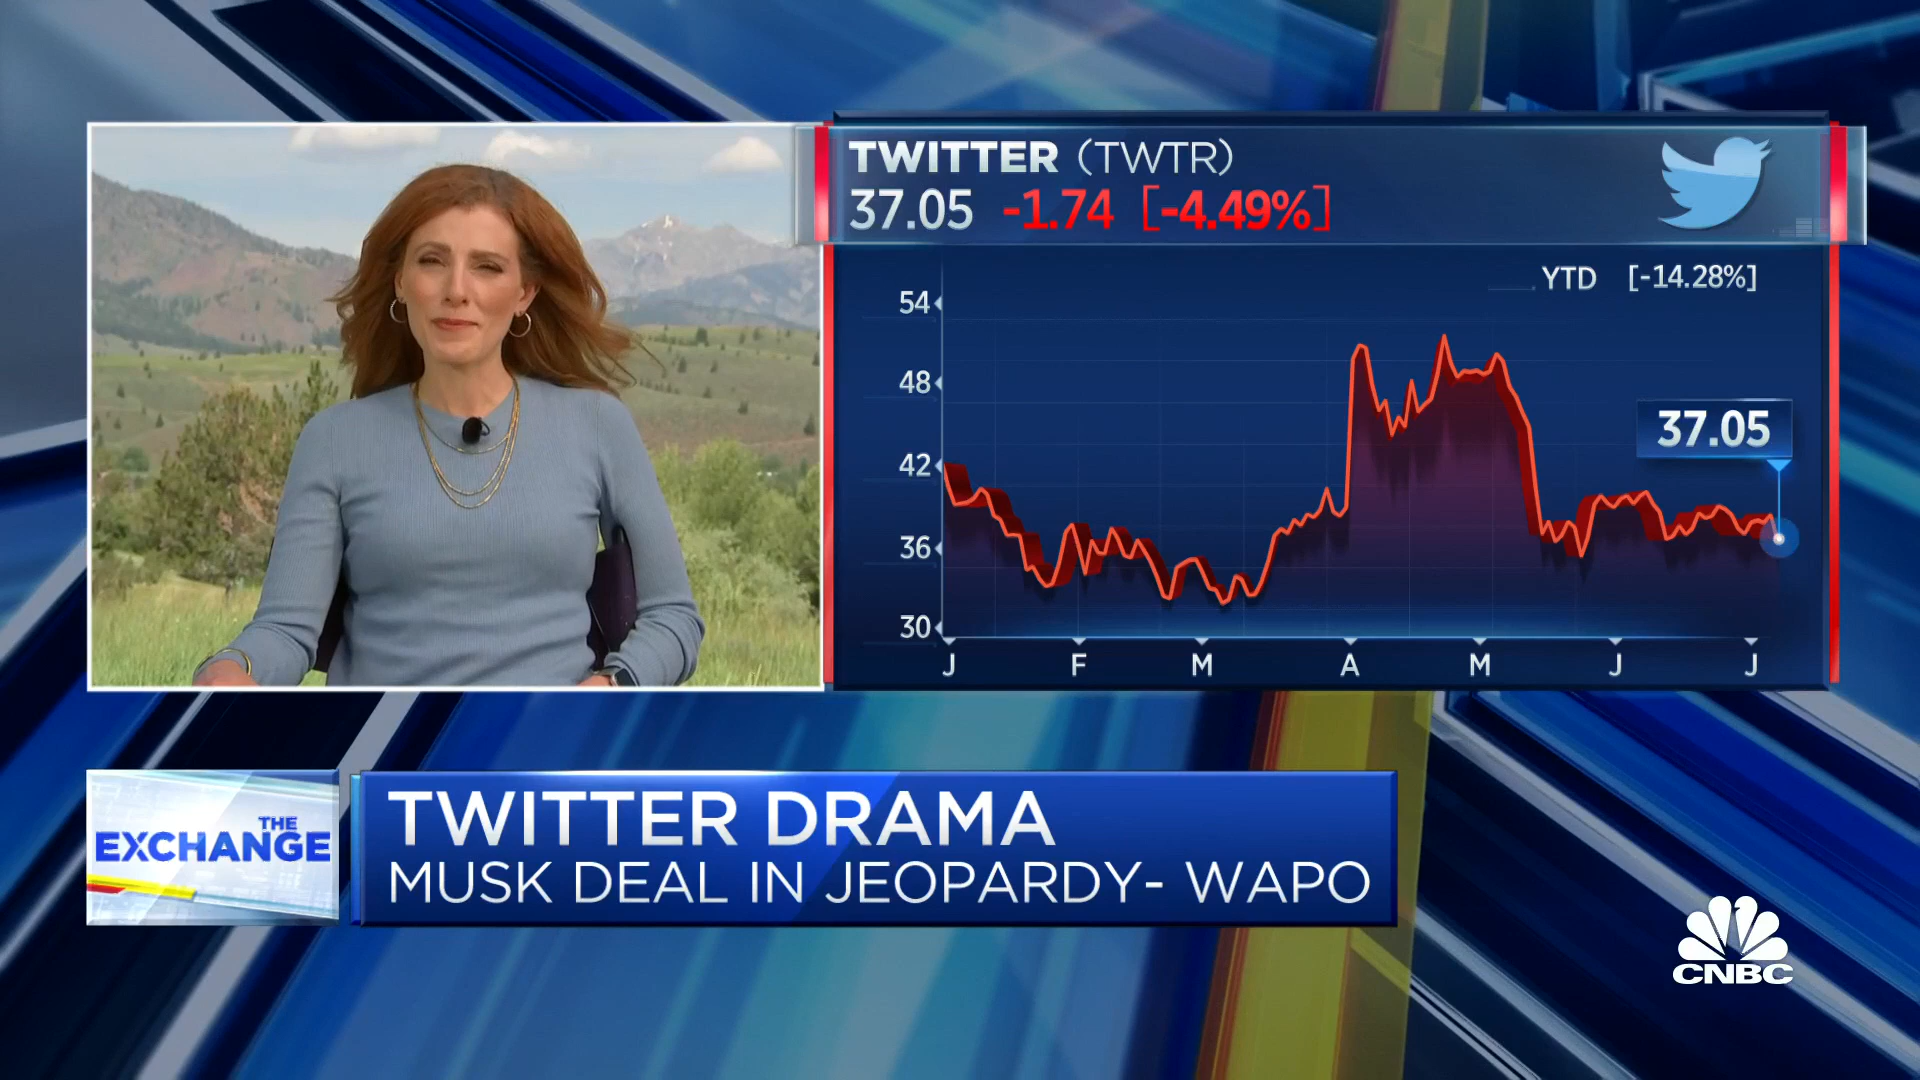 TWITTER (TWTR)
37.05 -1.74 [-4.49%]
YTD [-14.28%]
54
48
42
36
30
37.05
J F M A M J J
THE
EXCHANGE
TWITTER DRAMA
MUSK DEAL IN JEOPARDY- WAPO
CNBC